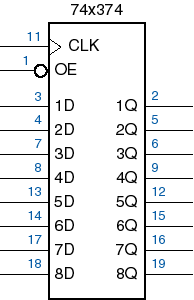 74x374
11 CLK
1 OE
3 1D 1Q 2
4 2D 2Q 5
7 3D 3Q 6
8 4D 4Q 9
13 5D 5Q 12
14 6D 6Q 15
17 7D 7Q 16
18 8D 8Q 19